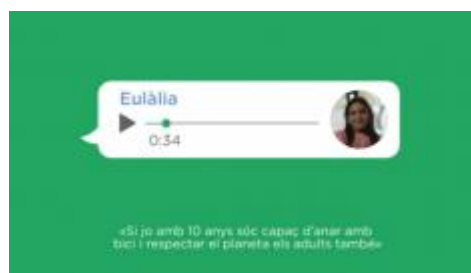 Eulàlia
0:34
«Si jo amb 10 anys sóc capaç d'anar amb
bici i respectar el planeta els adults també»